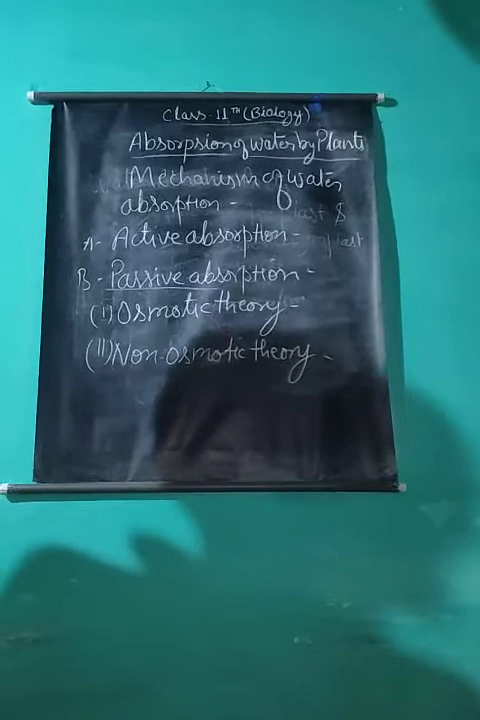 Class-11TH(Biology)
Absorpsion of water by Plants
Mechanism of water
absorption -
A- Active absorption -
B - Passive absorption -
(I) Osmotic theory -
(II) Non-osmotic theory -